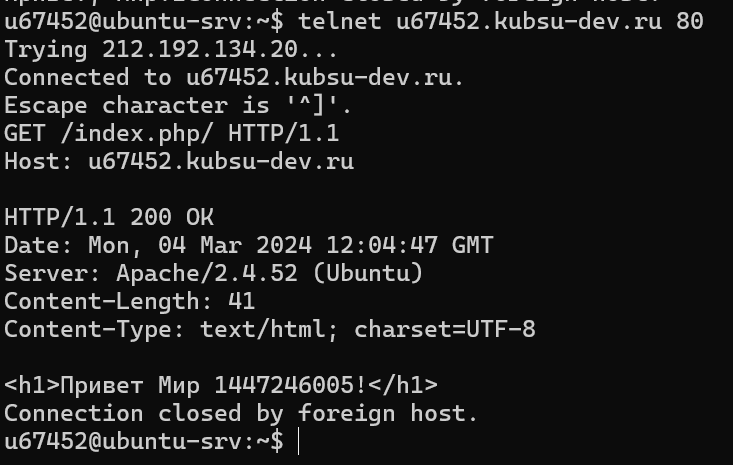 u67452@ubuntu-srv:~$ telnet u67452.kubsu-dev.ru 80
Trying 212.192.134.20...
Connected to u67452.kubsu-dev.ru.
Escape character is '^]'.
GET /index.php/ HTTP/1.1
Host: u67452.kubsu-dev.ru

HTTP/1.1 200 OK
Date: Mon, 04 Mar 2024 12:04:47 GMT
Server: Apache/2.4.52 (Ubuntu)
Content-Length: 41
Content-Type: text/html; charset=UTF-8

<h1>Привет Мир 1447246005!</h1>
Connection closed by foreign host.
u67452@ubuntu-srv:~$